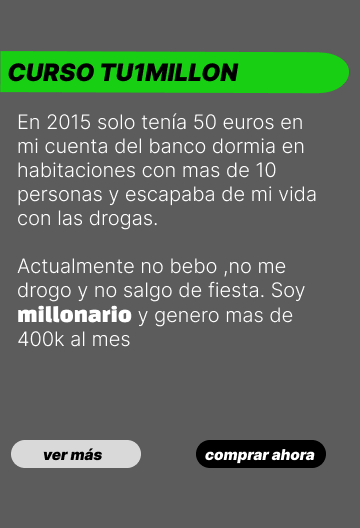 CURSO TU1MILLON
En 2015 solo tenía 50 euros en
mi cuenta del banco dormia en
habitaciones con mas de 10
personas y escapaba de mi vida
con las drogas.
Actualmente no bebo ,no me
drogo y no salgo de fiesta. Soy
millonario y genero mas de
400k al mes
ver más
comprar ahora